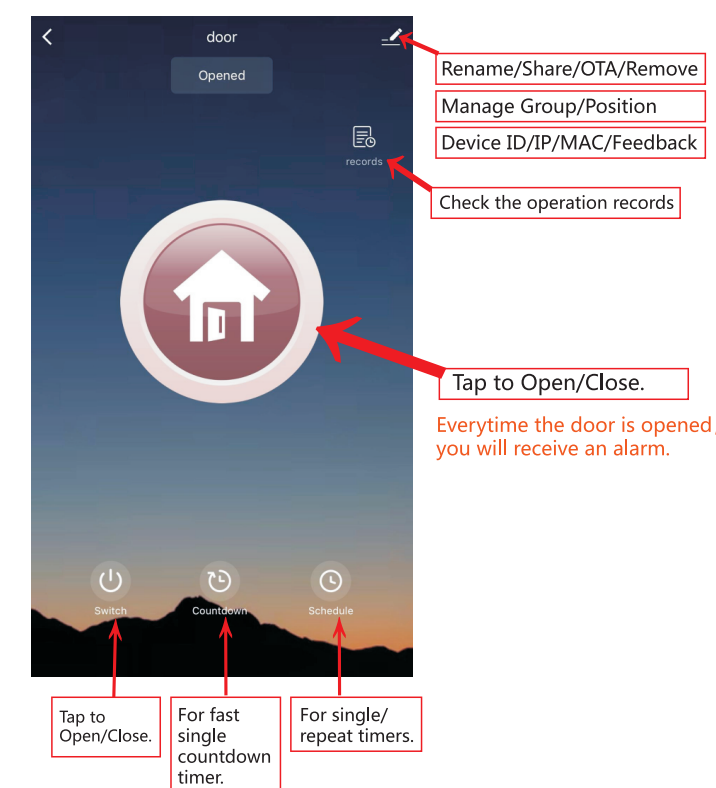 door
Opened
Rename/Share/OTA/Remove
Manage Group/Position
Device ID/IP/MAC/Feedback
records
Check the operation records
Tap to Open/Close.
Everytime the door is opened,
you will receive an alarm.
Switch
Countdown
Schedule
Tap to
Open/Close.
For fast
single
countdown
timer.
For single/
repeat timers.